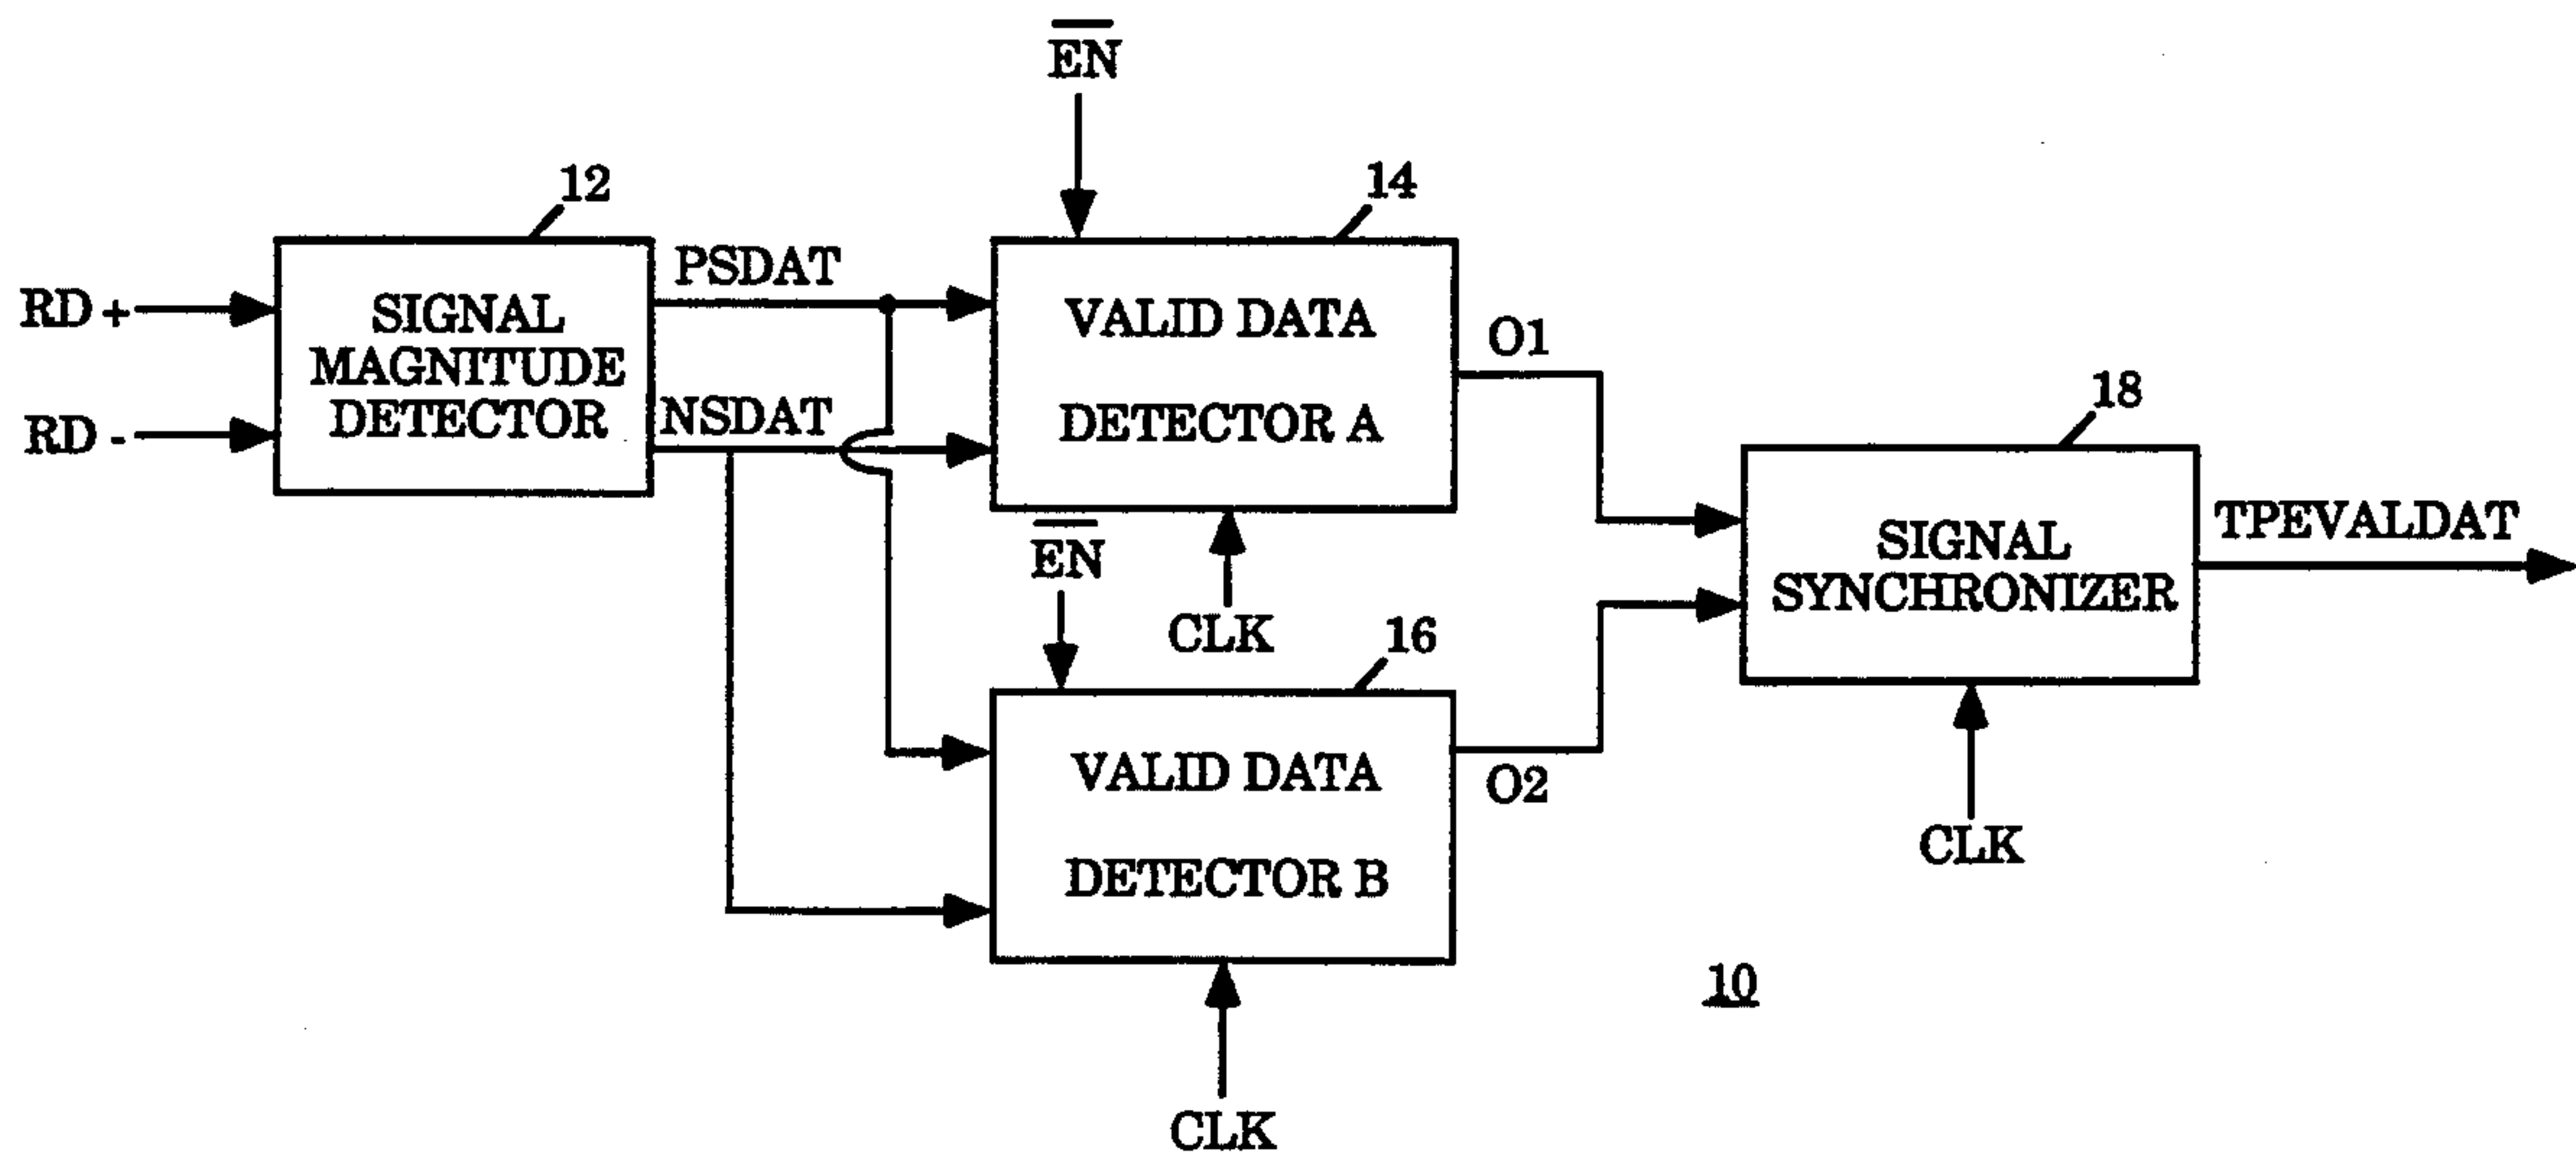 EN
12
14
RD +
RD -
SIGNAL
MAGNITUDE
DETECTOR
PSDAT
NSDAT
VALID DATA
DETECTOR A
O1
EN
CLK
16
VALID DATA
DETECTOR B
O2
CLK
18
SIGNAL
SYNCHRONIZER
TPEVALDAT
CLK
10